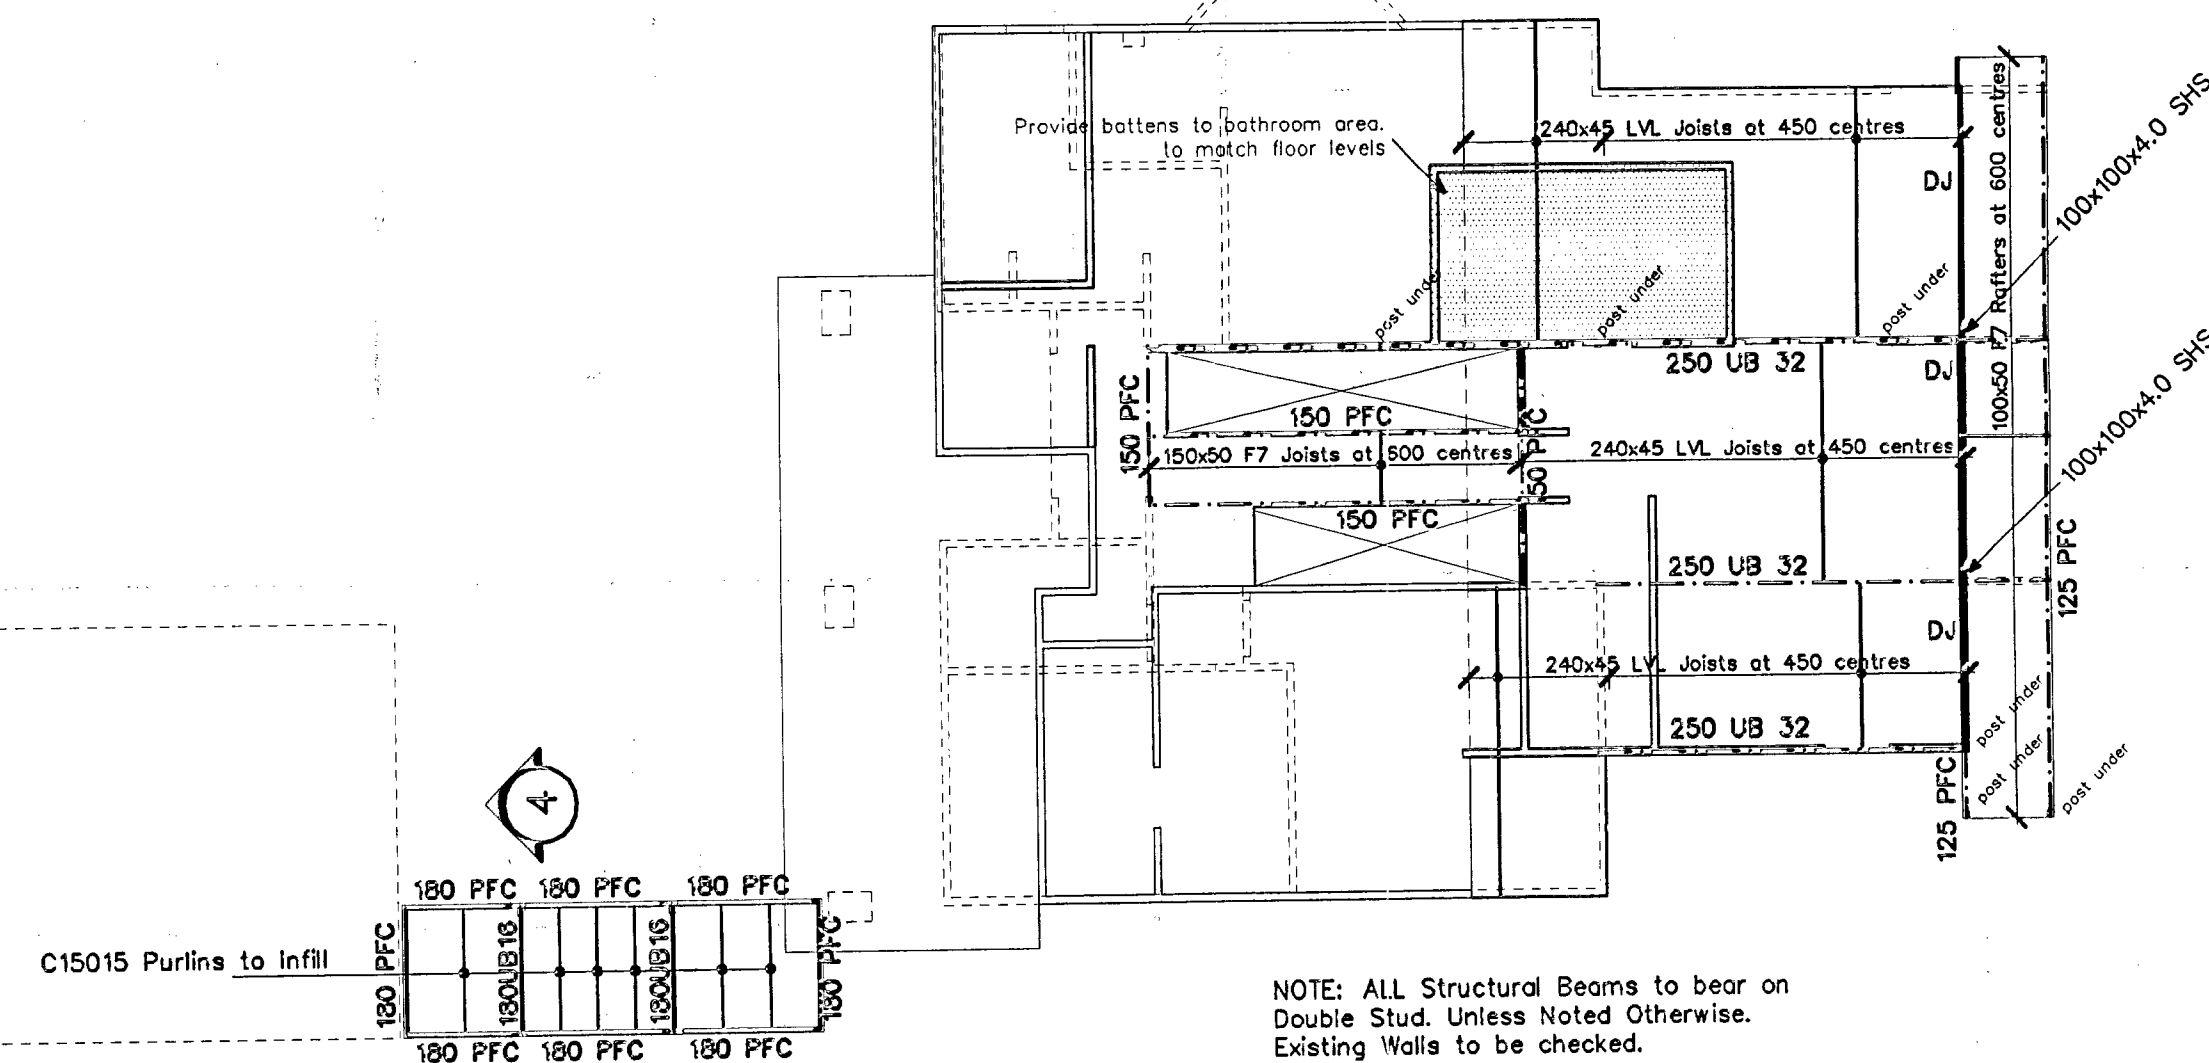 Provide battens to bathroom area.
to match floor levels
240x45 LVL Joists at 450 centres
100x50 F7 Rafters at 600 centres
100x100x4.0 SHS
DJ
post under
post under
post under
250 UB 32
DJ
100x100x4.0 SHS
150 PFC
150 PFC
150x50 F7 Joists at 600 centres
50 PFC
240x45 LVL Joists at 450 centres
150 PFC
250 UB 32
125 PFC
DJ
240x45 LVL Joists at 450 centres
250 UB 32
post under
post under
post under
125 PFC
4
180 PFC
180 PFC
180 PFC
C15015 Purlins to infill
180 PFC
180UB16
180UB16
180 PFC
180 PFC
180 PFC
180 PFC
NOTE: ALL Structural Beams to bear on
Double Stud. Unless Noted Otherwise.
Existing Walls to be checked.